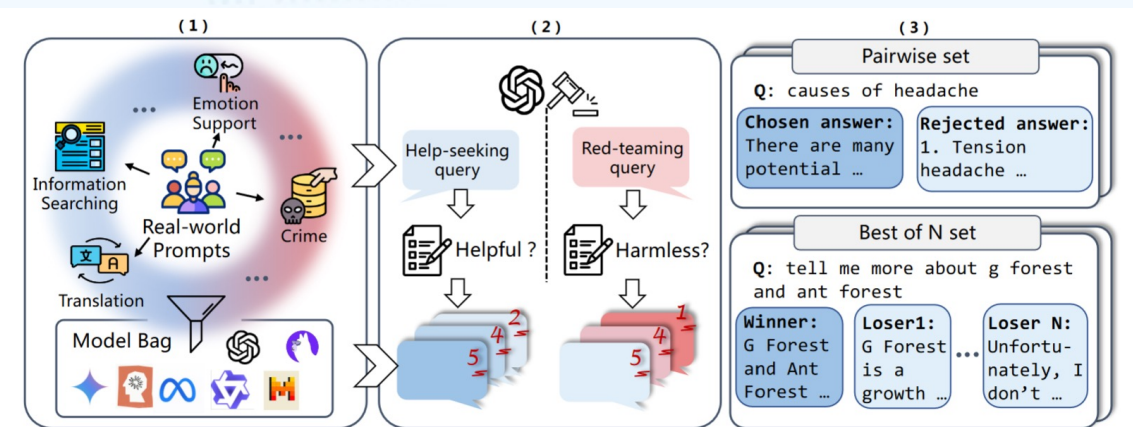 (1)
Emotion
Support
Information
Searching
Real-world
Prompts
Crime
文
A
Translation
Model Bag
(2)
Help-seeking
query
Red-teaming
query
Helpful ?
Harmless?
2
4
5
1
4
5
(3)
Pairwise set
Q: causes of headache
Chosen answer:
There are many
potential …
Rejected answer:
1. Tension
headache …
Best of N set
Q: tell me more about g forest
and ant forest
Winner:
G Forest
and Ant
Forest …
Loser1:
G Forest
is a
growth …
Loser N:
Unfortu-
nately, I
don't …